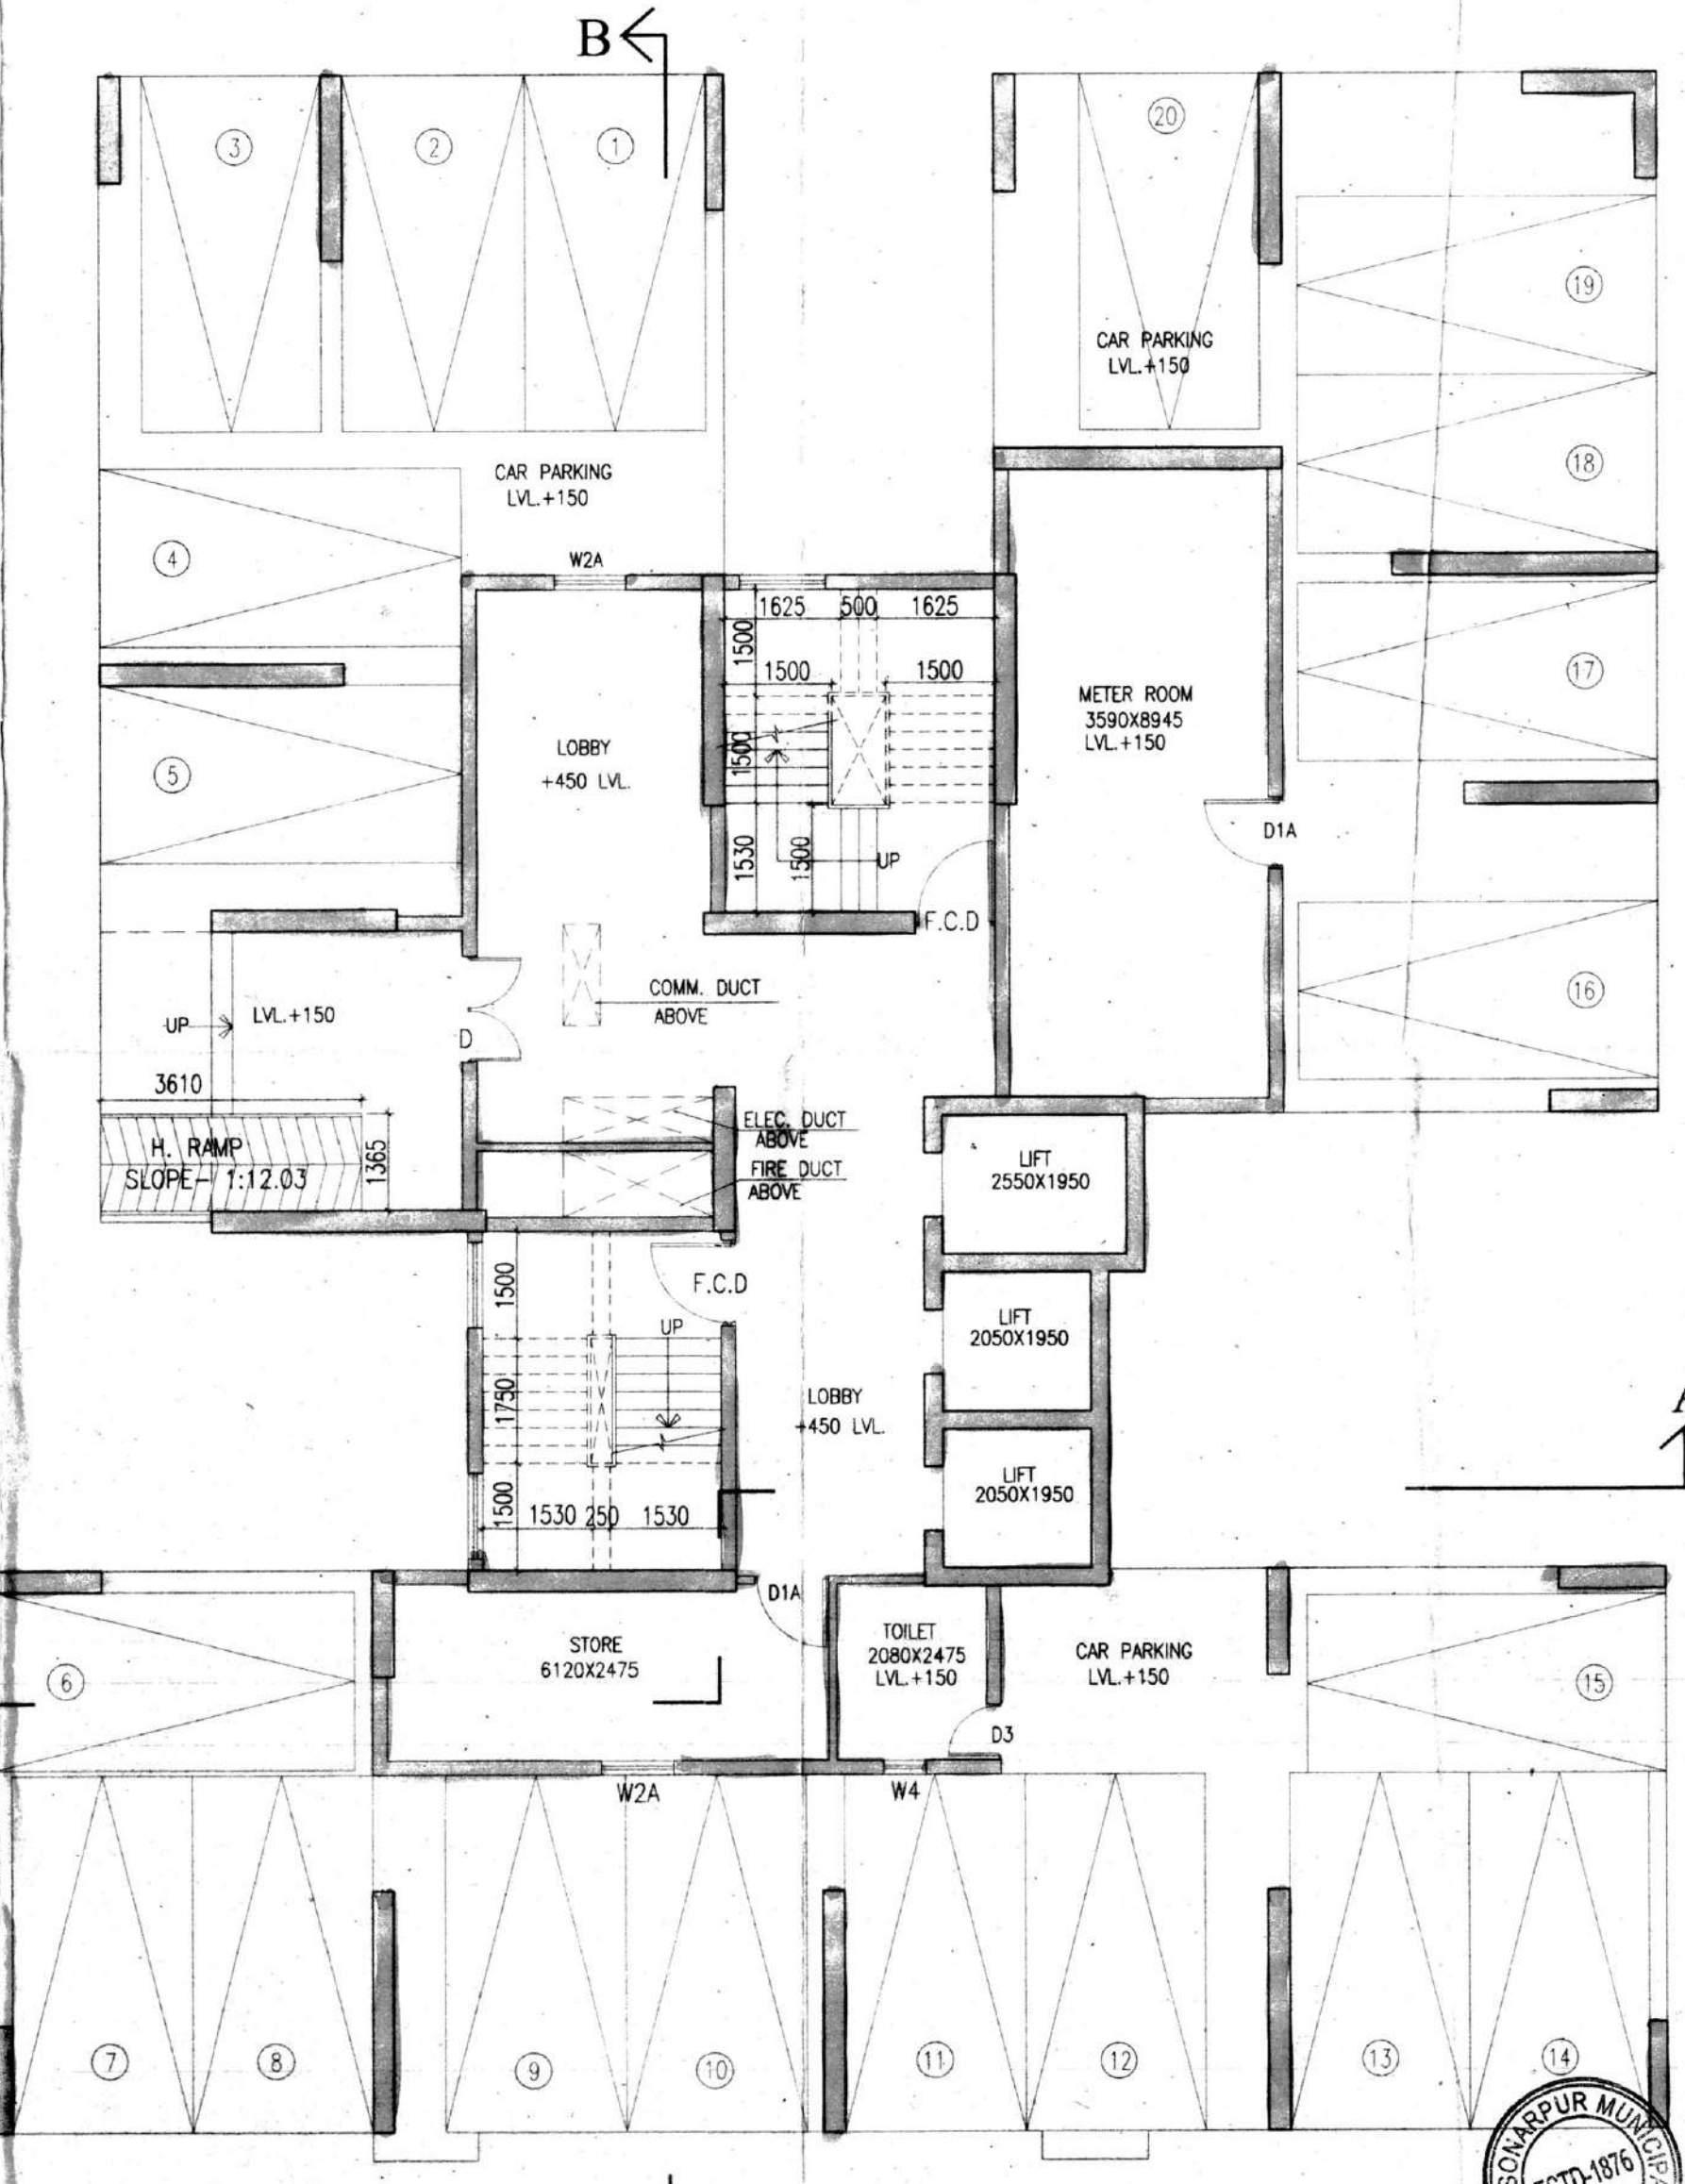 B
3
2
1
20
19
CAR PARKING
LVL.+150
18
CAR PARKING
LVL.+150
4
W2A
1625 500 1625
1500
1500 1500
17
METER ROOM
3590X8945
LVL.+150
LOBBY
+450 LVL.
1500
5
D1A
1530
1500
UP
F.C.D
16
COMM. DUCT
ABOVE
UP
LVL.+150
D
3610
ELEC. DUCT
ABOVE
H. RAMP
SLOPE- 1:12.03
1365
FIRE DUCT
ABOVE
LIFT
2550X1950
1500
F.C.D
UP
LIFT
2050X1950
1750
LOBBY
+450 LVL.
A
LIFT
2050X1950
1500
1530 250 1530
D1A
STORE
6120X2475
TOILET
2080X2475
LVL.+150
CAR PARKING
LVL.+150
6
15
D3
W2A
W4
7
8
9
10
11
12
13
14
SONARPUR
1876